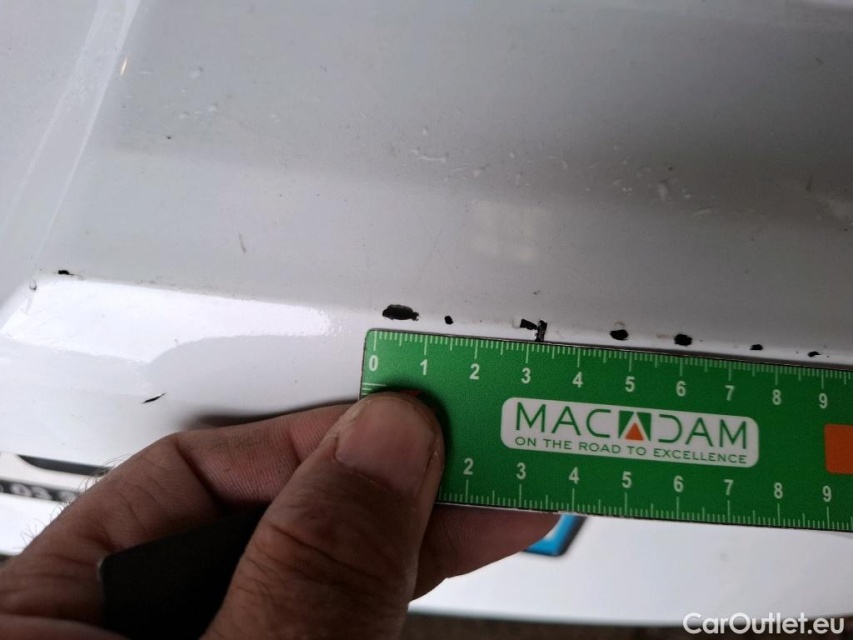 0 1 2 3 4 5 6 7 8 9
MACADAM
ON THE ROAD TO EXCELLENCE
2 3 4 5 6 7 8 9
CarOutlet.eu